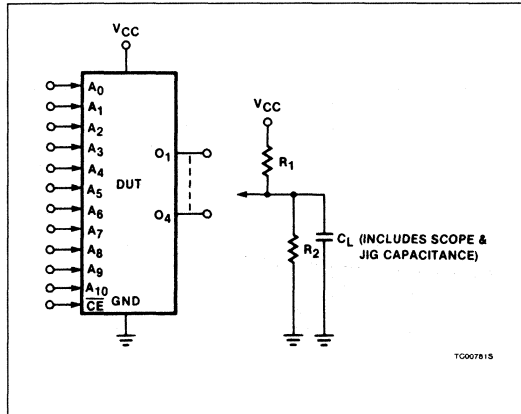 VCC
A0
A1
A2
A3
A4
A5
A6
A7
A8
A9
A10
CE
DUT
GND
O1
O4
VCC
R1
R2
CL (INCLUDES SCOPE &
JIG CAPACITANCE)
TC00781S